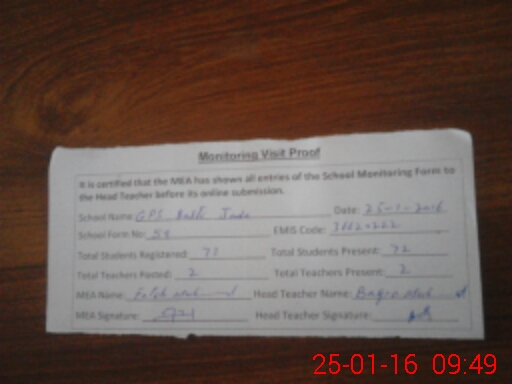 Monitoring Visit Proof
It is certified that the MEA has shown all entries of the School Monitoring Form to
the Head Teacher before its online submission.
School Name GPS Date: 25-1-2016
School Form No: EMIS Code:
Total Students Registered: 77 Total Students Present: 72
Total Teachers Posted: 2 Total Teachers Present: 2
MEA Name: Head Teacher Name:
MEA Signature: Head Teacher Signature:
25-01-16 09:49